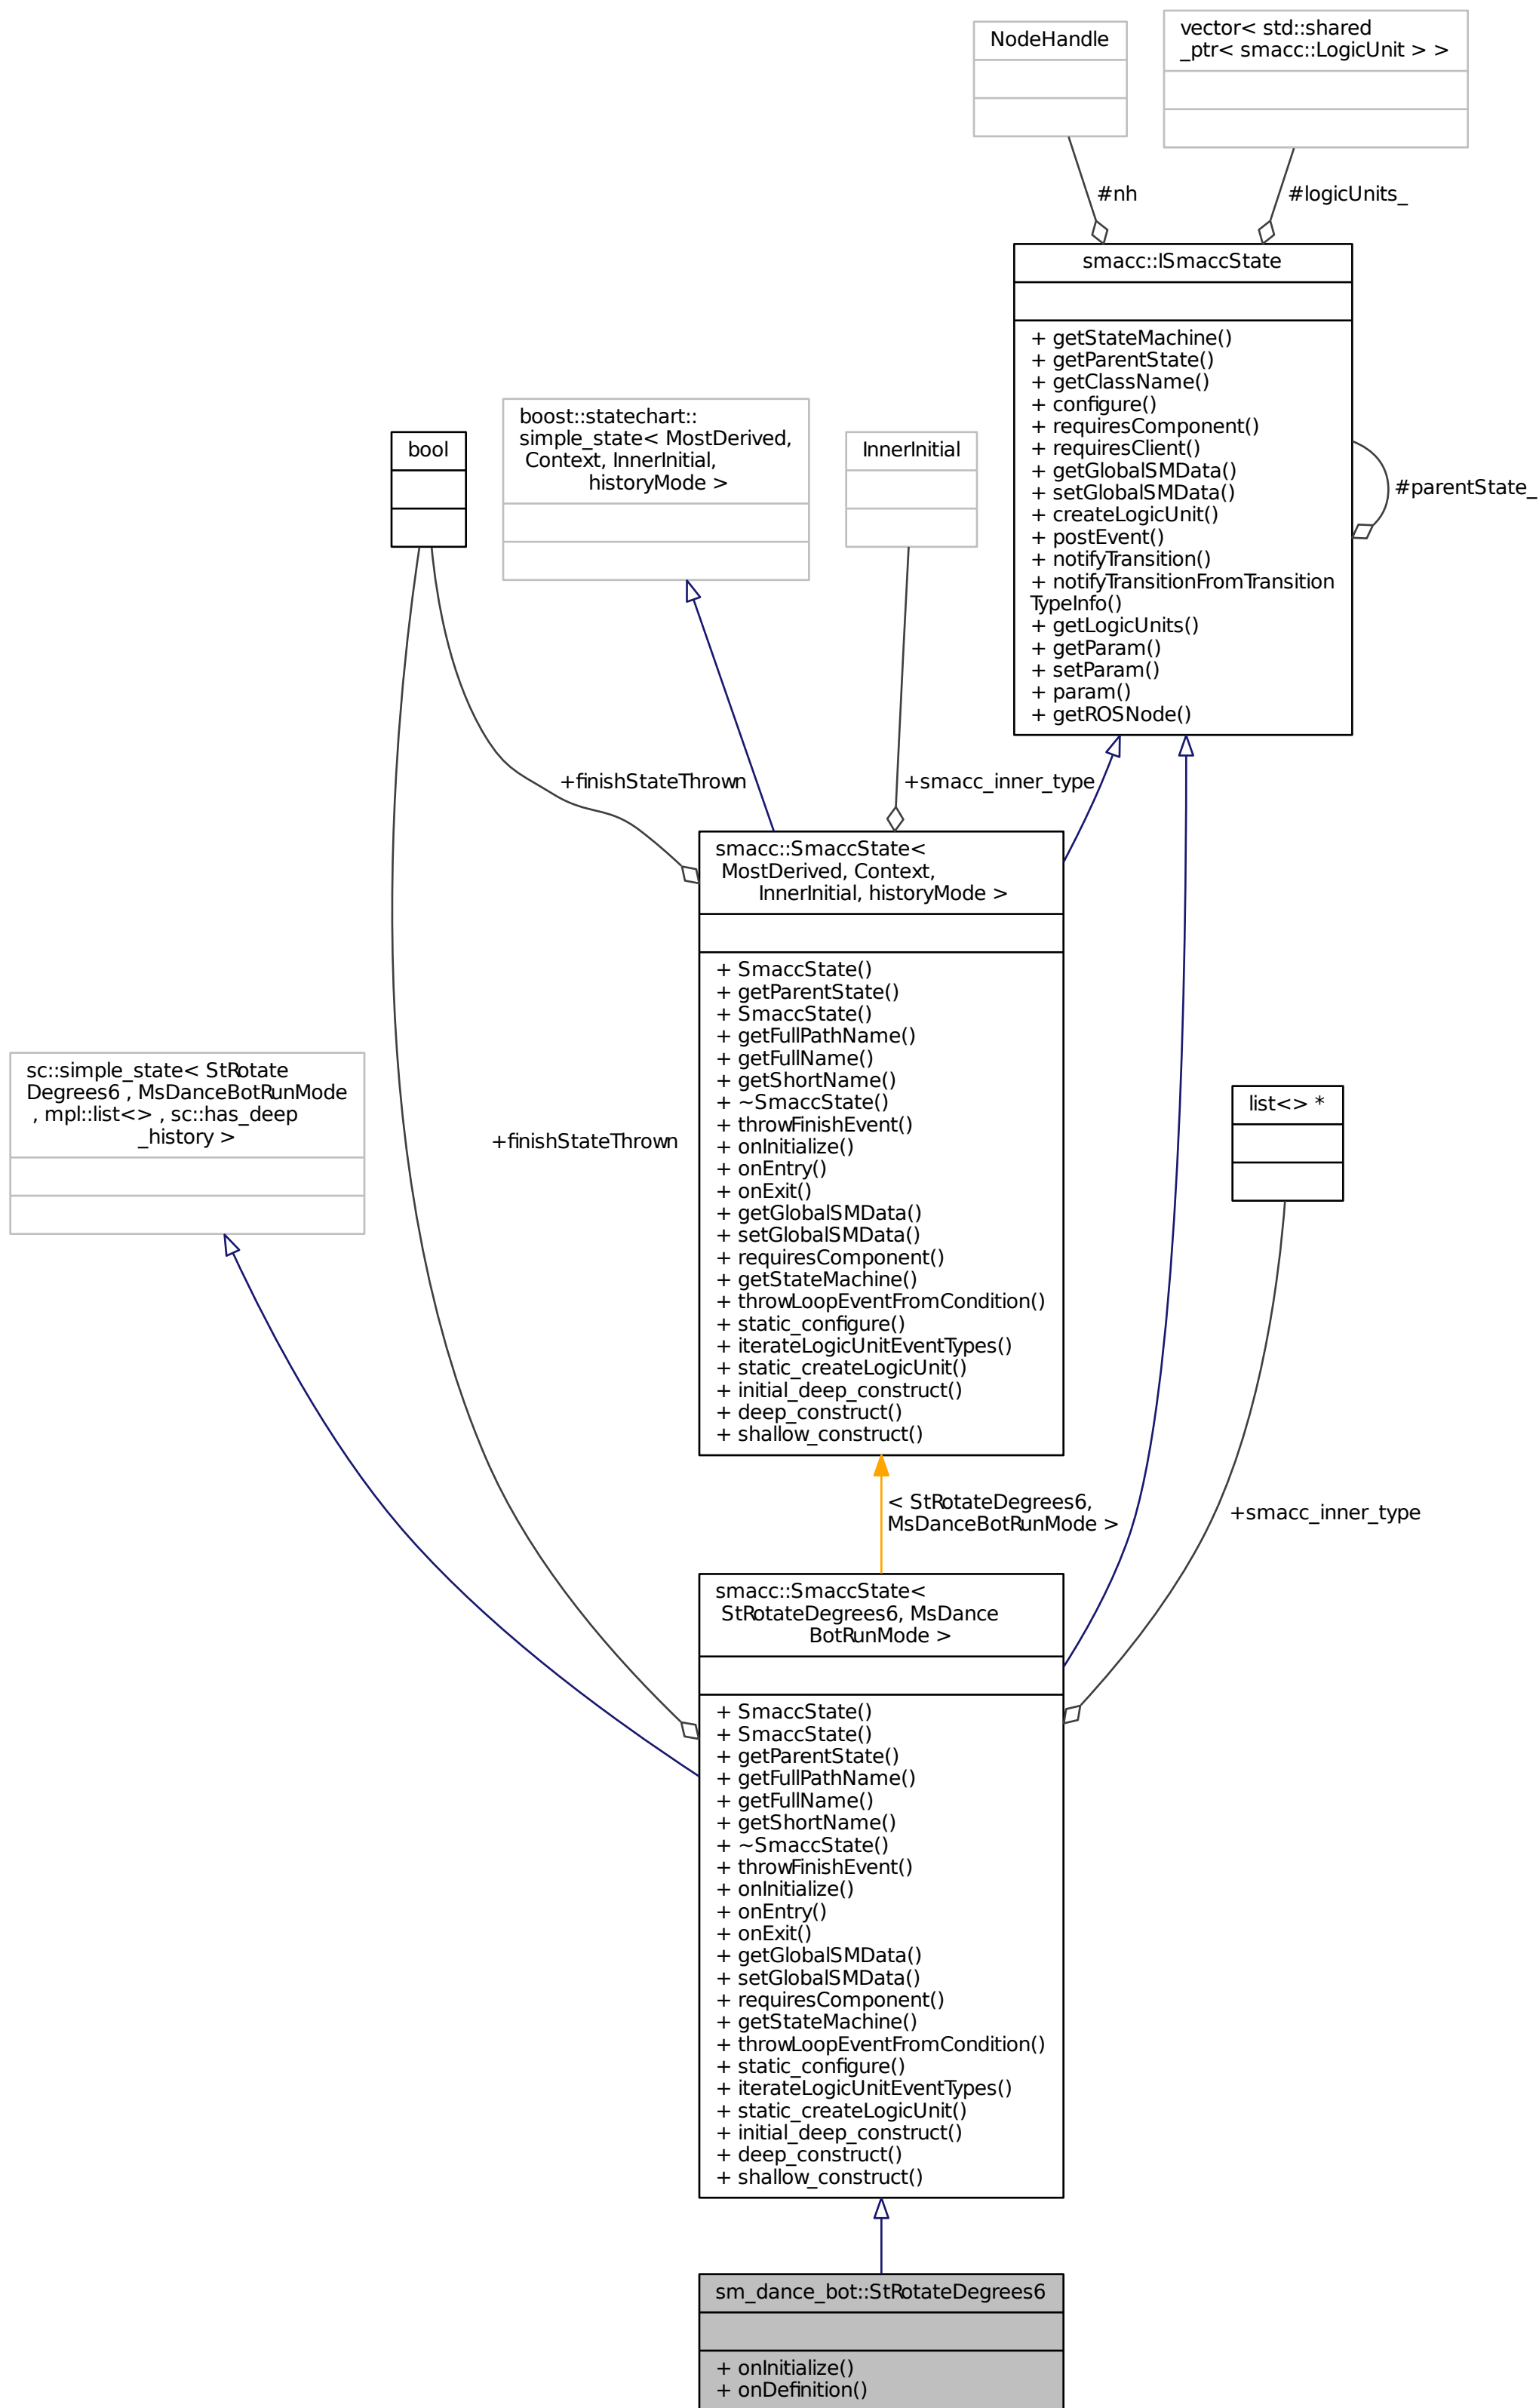 NodeHandle
vector< std::shared
_ptr< smacc::LogicUnit > >
#nh
#logicUnits_
smacc::ISmaccState
+ getStateMachine()
+ getParentState()
+ getClassName()
+ configure()
+ requiresComponent()
+ requiresClient()
+ getGlobalSMData()
+ setGlobalSMData()
+ createLogicUnit()
+ postEvent()
+ notifyTransition()
+ notifyTransitionFromTransition
TypeInfo()
+ getLogicUnits()
+ getParam()
+ setParam()
+ param()
+ getROSNode()
#parentState_
bool
boost::statechart::
simple_state< MostDerived,
Context, InnerInitial,
historyMode >
InnerInitial
+finishStateThrown
+smacc_inner_type
smacc::SmaccState<
MostDerived, Context,
InnerInitial, historyMode >
+ SmaccState()
+ getParentState()
+ SmaccState()
+ getFullPathName()
+ getFullName()
+ getShortName()
+ ~SmaccState()
+ throwFinishEvent()
+ onInitialize()
+ onEntry()
+ onExit()
+ getGlobalSMData()
+ setGlobalSMData()
+ requiresComponent()
+ getStateMachine()
+ throwLoopEventFromCondition()
+ static_configure()
+ iterateLogicUnitEventTypes()
+ static_createLogicUnit()
+ initial_deep_construct()
+ deep_construct()
+ shallow_construct()
sc::simple_state< StRotate
Degrees6 , MsDanceBotRunMode
, mpl::list<> , sc::has_deep
_history >
+finishStateThrown
list<> *
< StRotateDegrees6,
MsDanceBotRunMode >
+smacc_inner_type
smacc::SmaccState<
StRotateDegrees6, MsDance
BotRunMode >
+ SmaccState()
+ SmaccState()
+ getParentState()
+ getFullPathName()
+ getFullName()
+ getShortName()
+ ~SmaccState()
+ throwFinishEvent()
+ onInitialize()
+ onEntry()
+ onExit()
+ getGlobalSMData()
+ setGlobalSMData()
+ requiresComponent()
+ getStateMachine()
+ throwLoopEventFromCondition()
+ static_configure()
+ iterateLogicUnitEventTypes()
+ static_createLogicUnit()
+ initial_deep_construct()
+ deep_construct()
+ shallow_construct()
sm_dance_bot::StRotateDegrees6
+ onInitialize()
+ onDefinition()